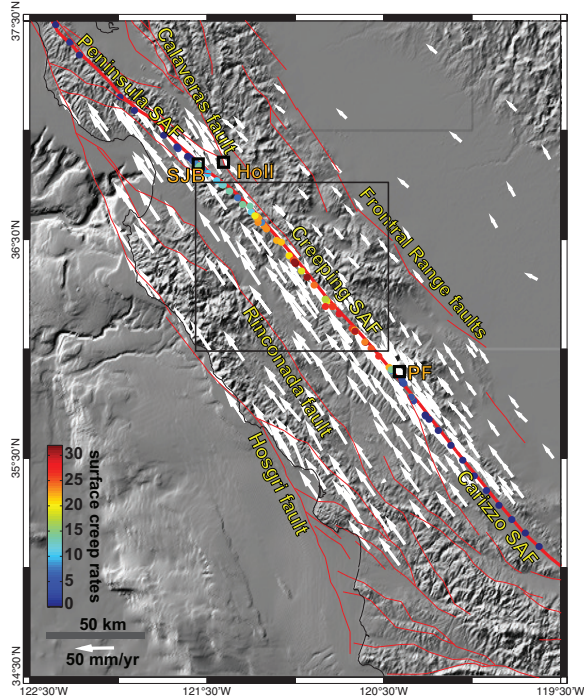 37°30'N
36°30'N
35°30'N
34°30'N
Peninsula SAF
Calaveras fault
SJB
Holl
Frontral Range faults
Creeping SAF
Rinconada fault
PF
Hosgri fault
Carizzo SAF
30
25
20
15
10
5
0
surface creep rates
50 km
50 mm/yr
122°30'W
121°30'W
120°30'W
119°30'W